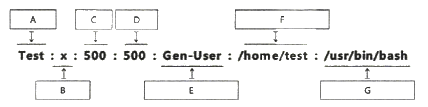 A C D F
Test : x : 500 : 500 : Gen-User : /home/test : /usr/bin/bash
B E G